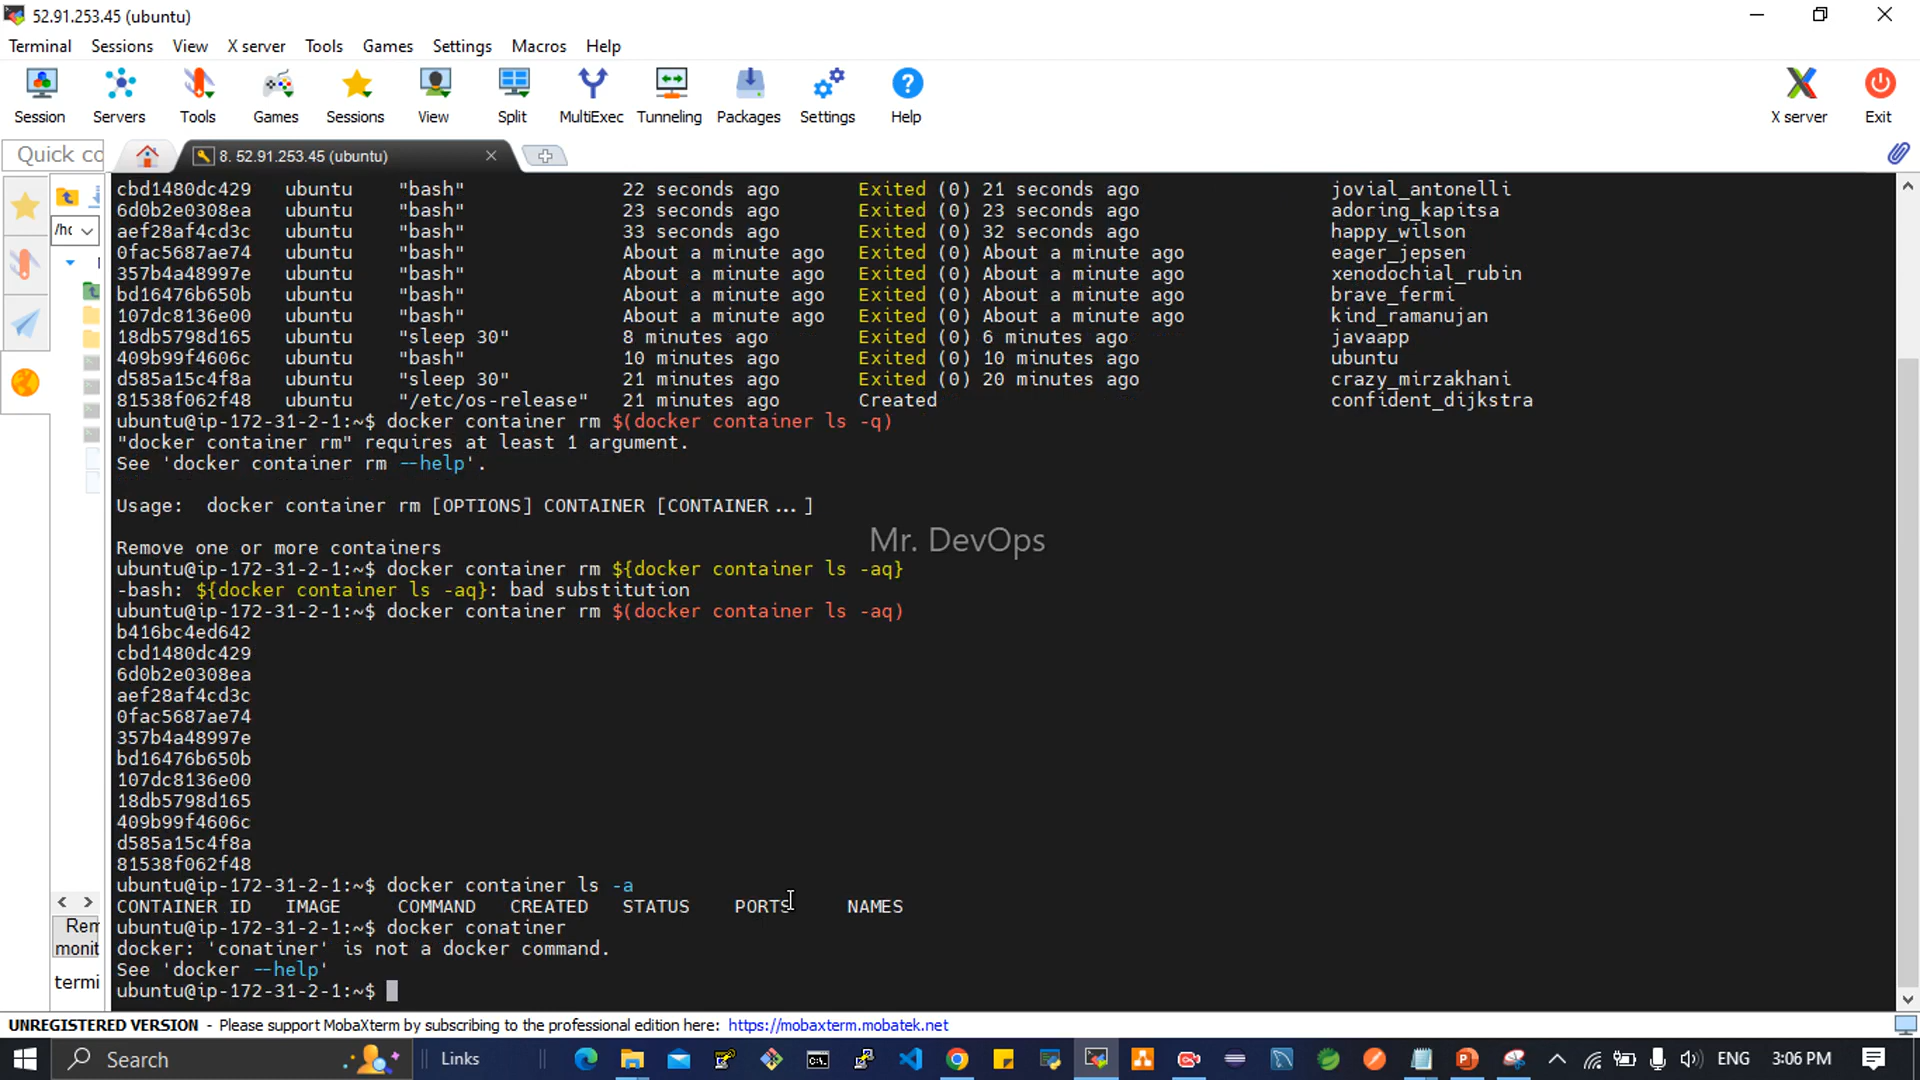 52.91.253.45 (ubuntu)
Terminal Sessions View X server Tools Games Settings Macros Help
Session Servers Tools Games Sessions View Split MultiExec Tunneling Packages Settings Help X server Exit
Quick co
8. 52.91.253.45 (ubuntu)
/hc
cbd1480dc429 ubuntu "bash" 22 seconds ago Exited (0) 21 seconds ago jovial_antonelli
6d0b2e0308ea ubuntu "bash" 23 seconds ago Exited (0) 23 seconds ago adoring_kapitsa
aef28af4cd3c ubuntu "bash" 33 seconds ago Exited (0) 32 seconds ago happy_wilson
0fac5687ae74 ubuntu "bash" About a minute ago Exited (0) About a minute ago eager_jepsen
357b4a48997e ubuntu "bash" About a minute ago Exited (0) About a minute ago xenodochial_rubin
bd16476b650b ubuntu "bash" About a minute ago Exited (0) About a minute ago brave_fermi
107dc8136e00 ubuntu "bash" About a minute ago Exited (0) About a minute ago kind_ramanujan
18db5798d165 ubuntu "sleep 30" 8 minutes ago Exited (0) 6 minutes ago javaapp
409b99f4606c ubuntu "bash" 10 minutes ago Exited (0) 10 minutes ago ubuntu
d585a15c4f8a ubuntu "sleep 30" 21 minutes ago Exited (0) 20 minutes ago crazy_mirzakhani
81538f062f48 ubuntu "/etc/os-release" 21 minutes ago Created confident_dijkstra
ubuntu@ip-172-31-2-1:~$ docker container rm $(docker container ls -q)
"docker container rm" requires at least 1 argument.
See 'docker container rm --help'.
Usage: docker container rm [OPTIONS] CONTAINER [CONTAINER...]
Mr. DevOps
Remove one or more containers
ubuntu@ip-172-31-2-1:~$ docker container rm ${docker container ls -aq}
-bash: ${docker container ls -aq}: bad substitution
ubuntu@ip-172-31-2-1:~$ docker container rm $(docker container ls -aq)
b416bc4ed642
cbd1480dc429
6d0b2e0308ea
aef28af4cd3c
0fac5687ae74
357b4a48997e
bd16476b650b
107dc8136e00
18db5798d165
409b99f4606c
d585a15c4f8a
81538f062f48
ubuntu@ip-172-31-2-1:~$ docker container ls -a
CONTAINER ID IMAGE COMMAND CREATED STATUS PORTS NAMES
ubuntu@ip-172-31-2-1:~$ docker conatiner
docker: 'conatiner' is not a docker command.
See 'docker --help'
ubuntu@ip-172-31-2-1:~$
Rem
monit
termi
UNREGISTERED VERSION - Please support MobaXterm by subscribing to the professional edition here: https://mobaxterm.mobatek.net
Search Links ENG 3:06 PM